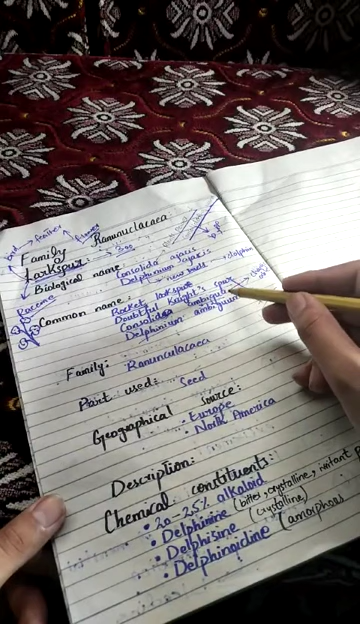 Family Ranunculaceae
Larkspur:
Biological name: Consolida ajacis
Delphinium ajacis
Raceme
Common name: Rocket larkspur
Doubtful Knight's spur
Consolida ambigua
Delphinium ambiguum
Family: Ranunculaceae
Part used: Seed
Geographical source:
• Europe
• North America
Description:
Chemical constituents:
• 20-25% alkaloid
• Delphinine (bitter, crystalline, irritant
• Delphisine (crystalline)
• Delphinoidine (amorphous